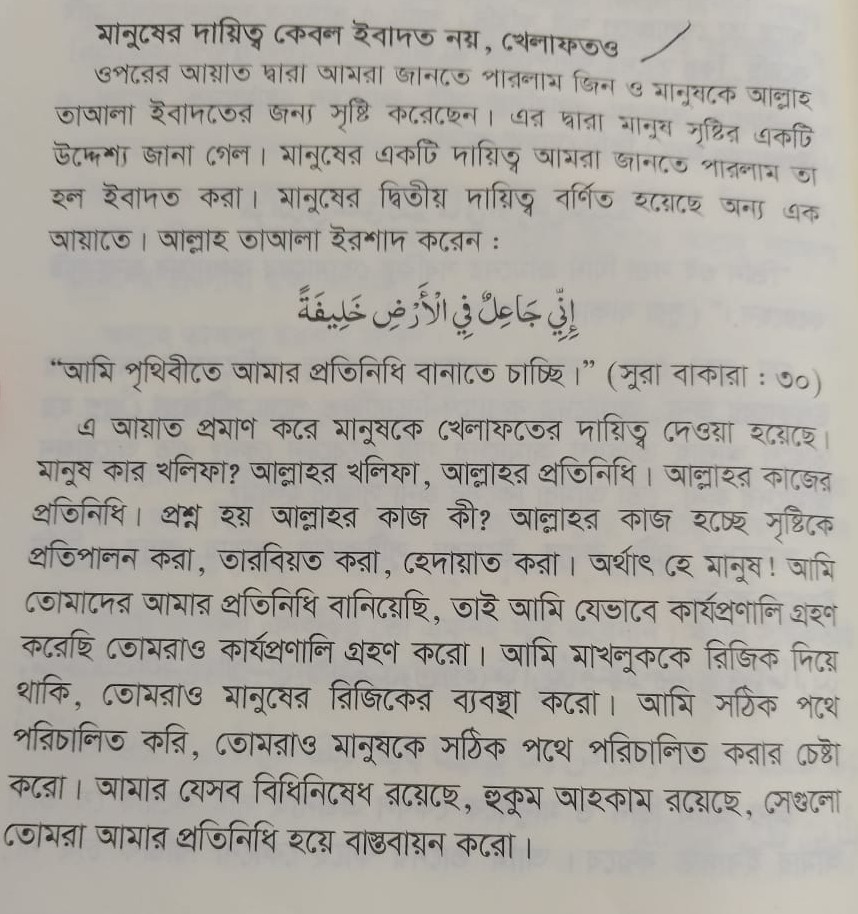 মানুষের দায়িত্ব কেবল ইবাদত নয়, খেলাফতও
ওপরের আয়াত দ্বারা আমরা জানতে পারলাম জিন ও মানুষকে আল্লাহ
তাআলা ইবাদতের জন্য সৃষ্টি করেছেন। এর দ্বারা মানুষ সৃষ্টির একটি
উদ্দেশ্য জানা গেল। মানুষের একটি দায়িত্ব আমরা জানতে পারলাম তা
হল ইবাদত করা। মানুষের দ্বিতীয় দায়িত্ব বর্ণিত হয়েছে অন্য এক
আয়াতে। আল্লাহ তাআলা ইরশাদ করেন :
إِنِّي جَاعِلٌ فِي الْأَرْضِ خَلِيفَةً
“আমি পৃথিবীতে আমার প্রতিনিধি বানাতে চাচ্ছি।” (সূরা বাকারা : ৩০)
এ আয়াত প্রমাণ করে মানুষকে খেলাফতের দায়িত্ব দেওয়া হয়েছে।
মানুষ কার খলিফা? আল্লাহর খলিফা, আল্লাহর প্রতিনিধি। আল্লাহর কাজের
প্রতিনিধি। প্রশ্ন হয় আল্লাহর কাজ কী? আল্লাহর কাজ হচ্ছে সৃষ্টিকে
প্রতিপালন করা, তারবিয়ত করা, হেদায়াত করা। অর্থাৎ হে মানুষ! আমি
তোমাদের আমার প্রতিনিধি বানিয়েছি, তাই আমি যেভাবে কার্যপ্রণালি গ্রহণ
করেছি তোমরাও কার্যপ্রণালি গ্রহণ করো। আমি মাখলুককে রিজিক দিয়ে
থাকি, তোমরাও মানুষের রিজিকের ব্যবস্থা করো। আমি সঠিক পথে
পরিচালিত করি, তোমরাও মানুষকে সঠিক পথে পরিচালিত করার চেষ্টা
করো। আমার যেসব বিধিনিষেধ রয়েছে, হুকুম আহকাম রয়েছে, সেগুলো
তোমরা আমার প্রতিনিধি হয়ে বাস্তবায়ন করো।